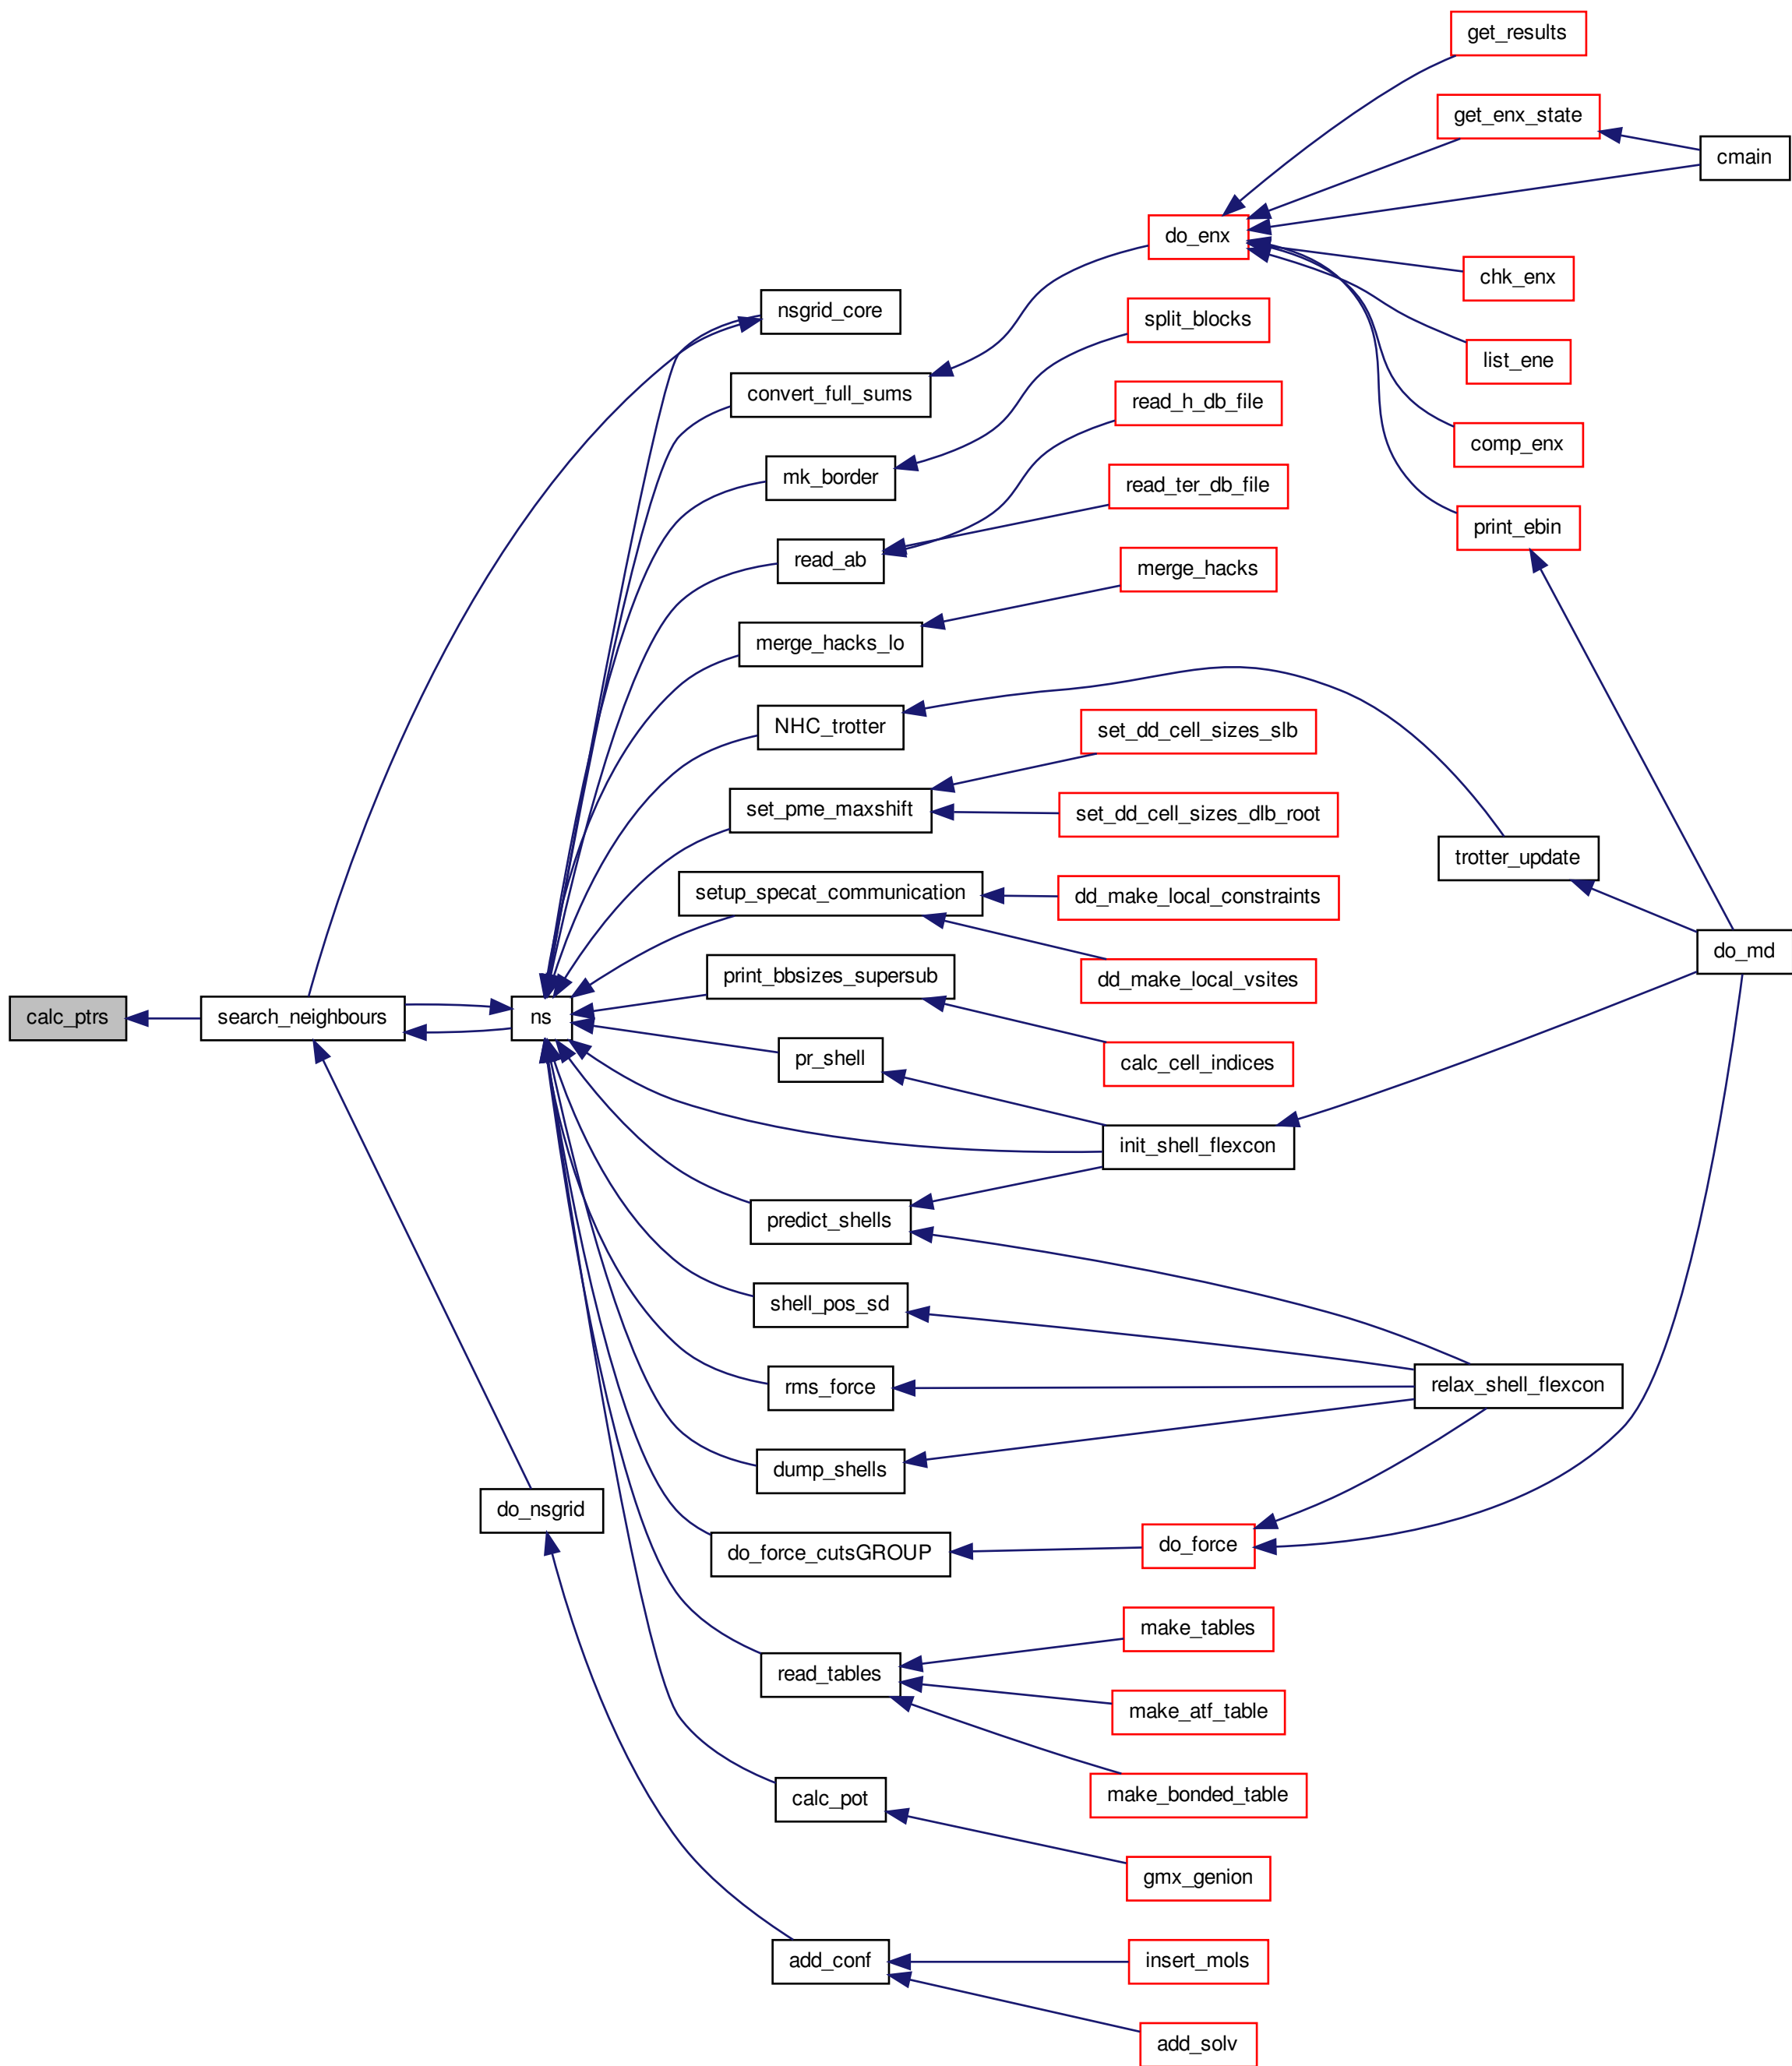 get_results
get_enx_state
cmain
do_enx
chk_enx
nsgrid_core
split_blocks
list_ene
convert_full_sums
read_h_db_file
comp_enx
mk_border
read_ter_db_file
print_ebin
read_ab
merge_hacks
merge_hacks_lo
NHC_trotter
set_dd_cell_sizes_slb
set_pme_maxshift
set_dd_cell_sizes_dlb_root
trotter_update
setup_specat_communication
dd_make_local_constraints
do_md
print_bbsizes_supersub
dd_make_local_vsites
calc_ptrs
search_neighbours
ns
pr_shell
calc_cell_indices
init_shell_flexcon
predict_shells
shell_pos_sd
rms_force
relax_shell_flexcon
dump_shells
do_nsgrid
do_force_cutsGROUP
do_force
make_tables
read_tables
make_atf_table
calc_pot
make_bonded_table
gmx_genion
add_conf
insert_mols
add_solv